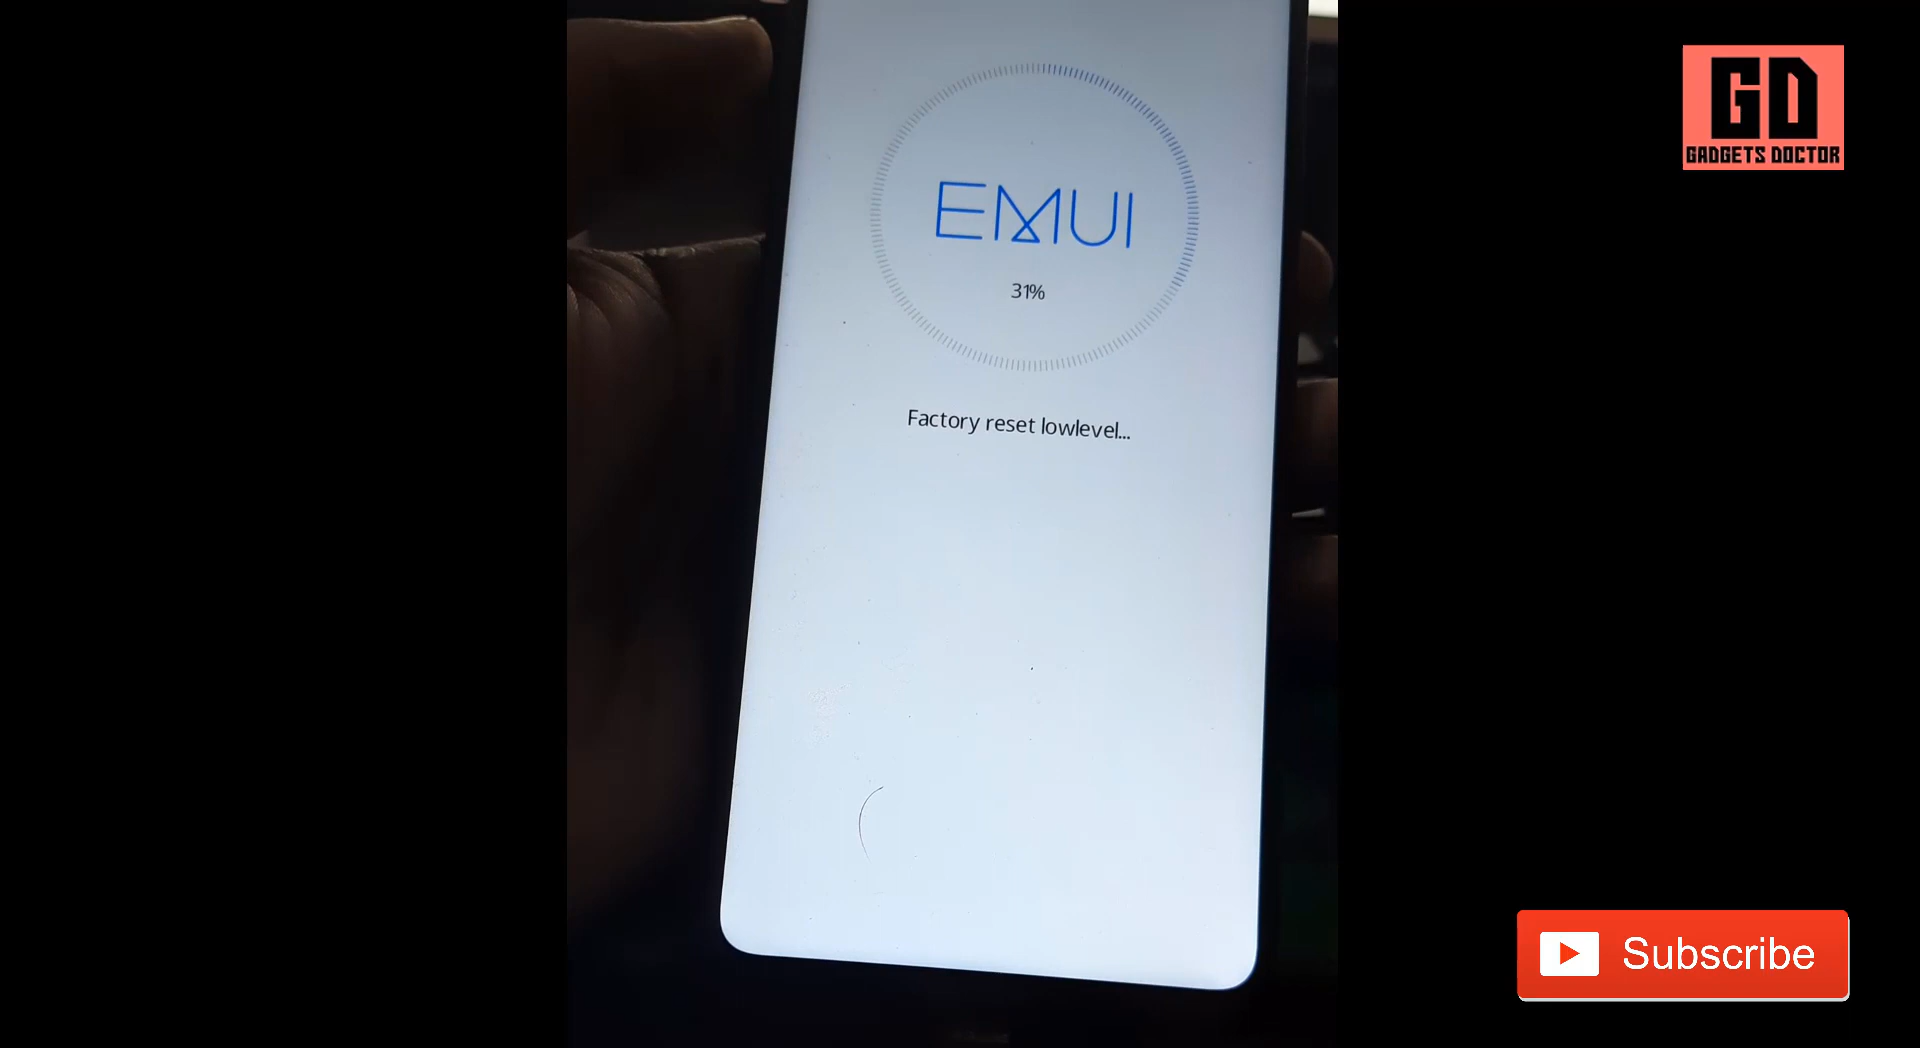 GD
GADGETS DOCTOR
EMUI
31%
Factory reset lowlevel...
Subscribe